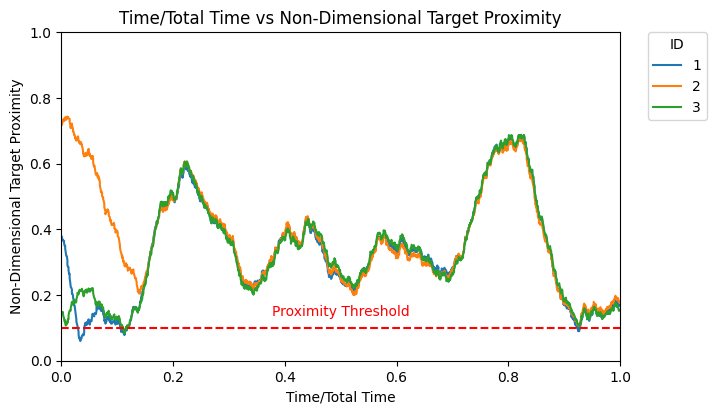 Time/Total Time vs Non-Dimensional Target Proximity
ID
1
2
3
Non-Dimensional Target Proximity
1.0
0.8
0.6
0.4
0.2
0.0
Proximity Threshold
0.0 0.2 0.4 0.6 0.8 1.0
Time/Total Time